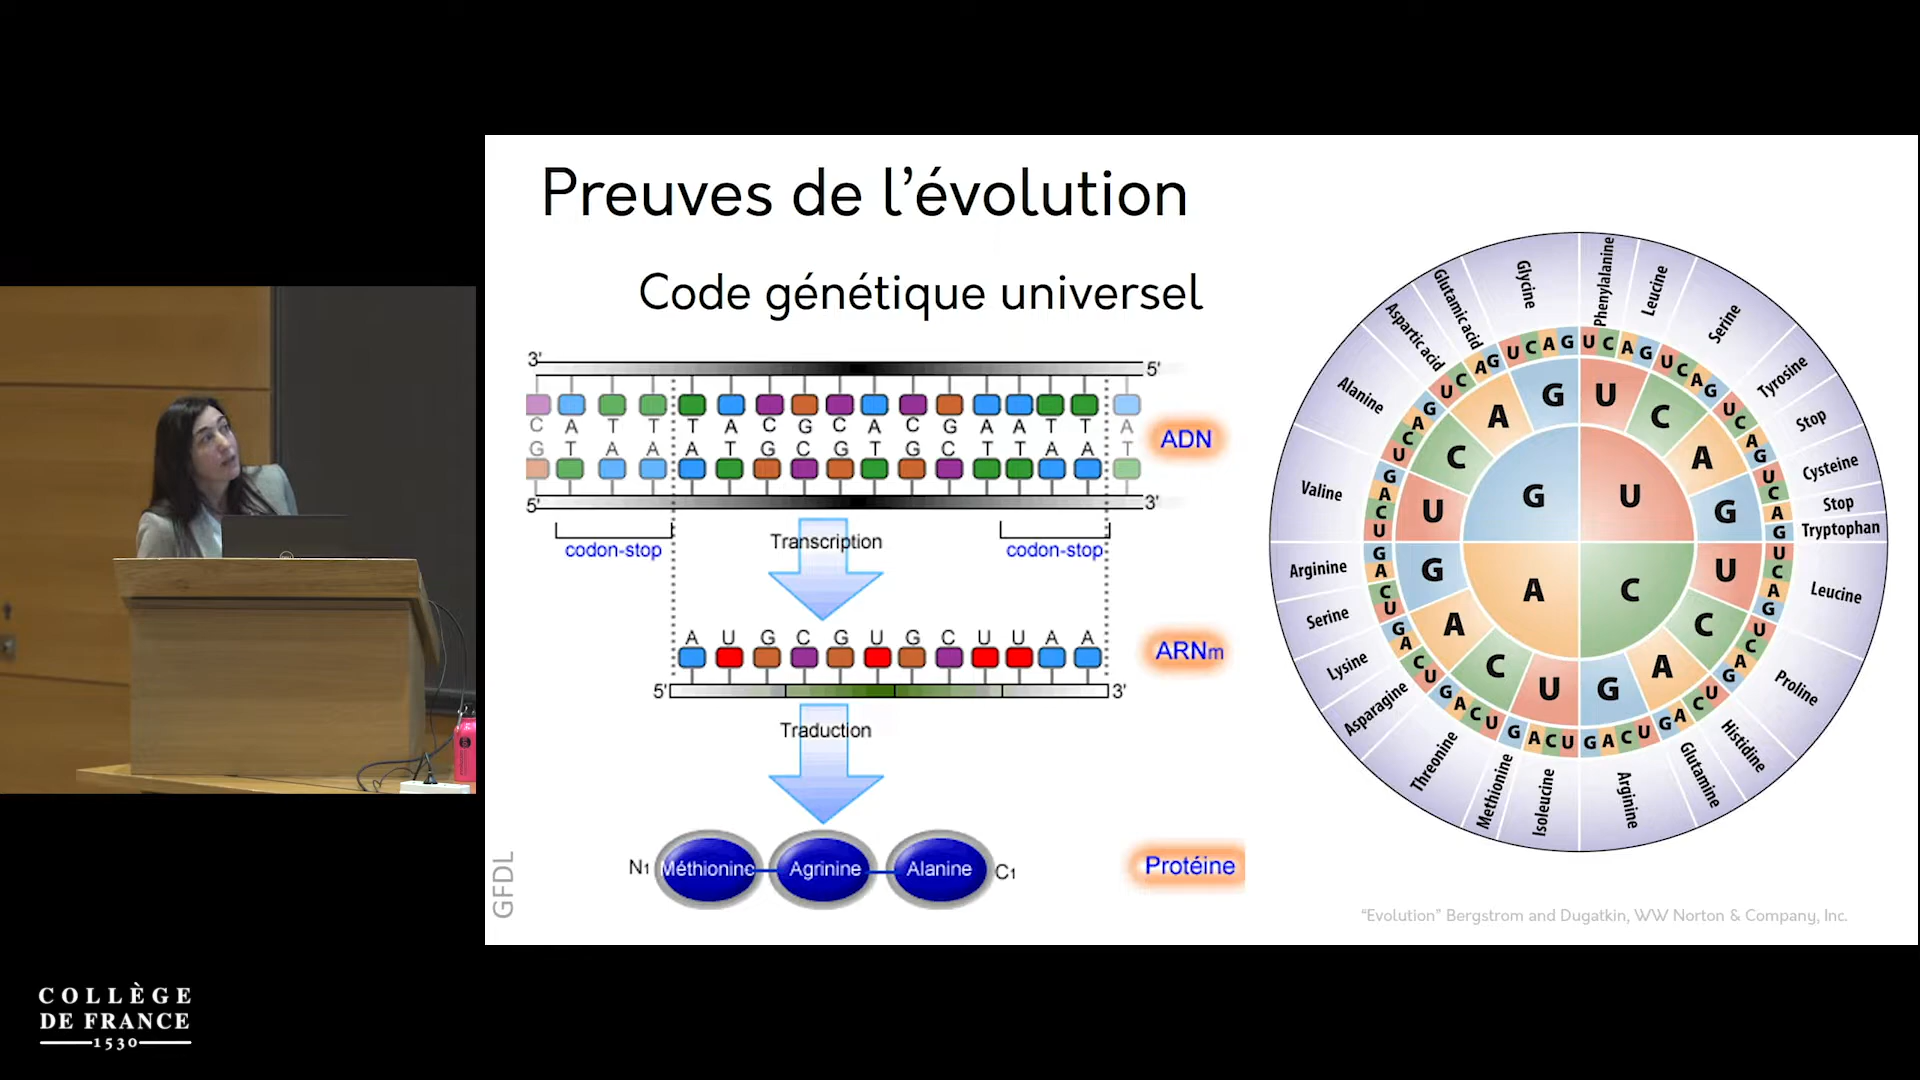 Preuves de l’évolution
Code génétique universel
3' 5'
C A T T T A C G C A C G A A T T A
G T A A A T G C G T G C T T A A T
5' 3'
ADN
codon-stop codon-stop
Transcription
A U G C G U G C U U A A
ARNm
5' 3'
Traduction
N1 Méthionine Agrinine Alanine C1
Protéine
GFDL
Phenylalanine
Leucine
Serine
Tyrosine
Stop
Cysteine
Stop
Tryptophan
Leucine
Proline
Histidine
Glutamine
Arginine
Isoleucine
Methionine
Threonine
Asparagine
Lysine
Serine
Arginine
Valine
Alanine
Aspartic acid
Glutamic acid
Glycine
U C A G U C A G U C A G U C A G
U C A G U C A G U C A G U C A G
U C A G U C A G U C A G U C A G
U C A G U C A G U C A G U C A G
U C A G
U C A G
U C A G
U C A G
U C A G
“Evolution” Bergstrom and Dugatkin, WW Norton & Company, Inc.
COLLÈGE
DE FRANCE
1530